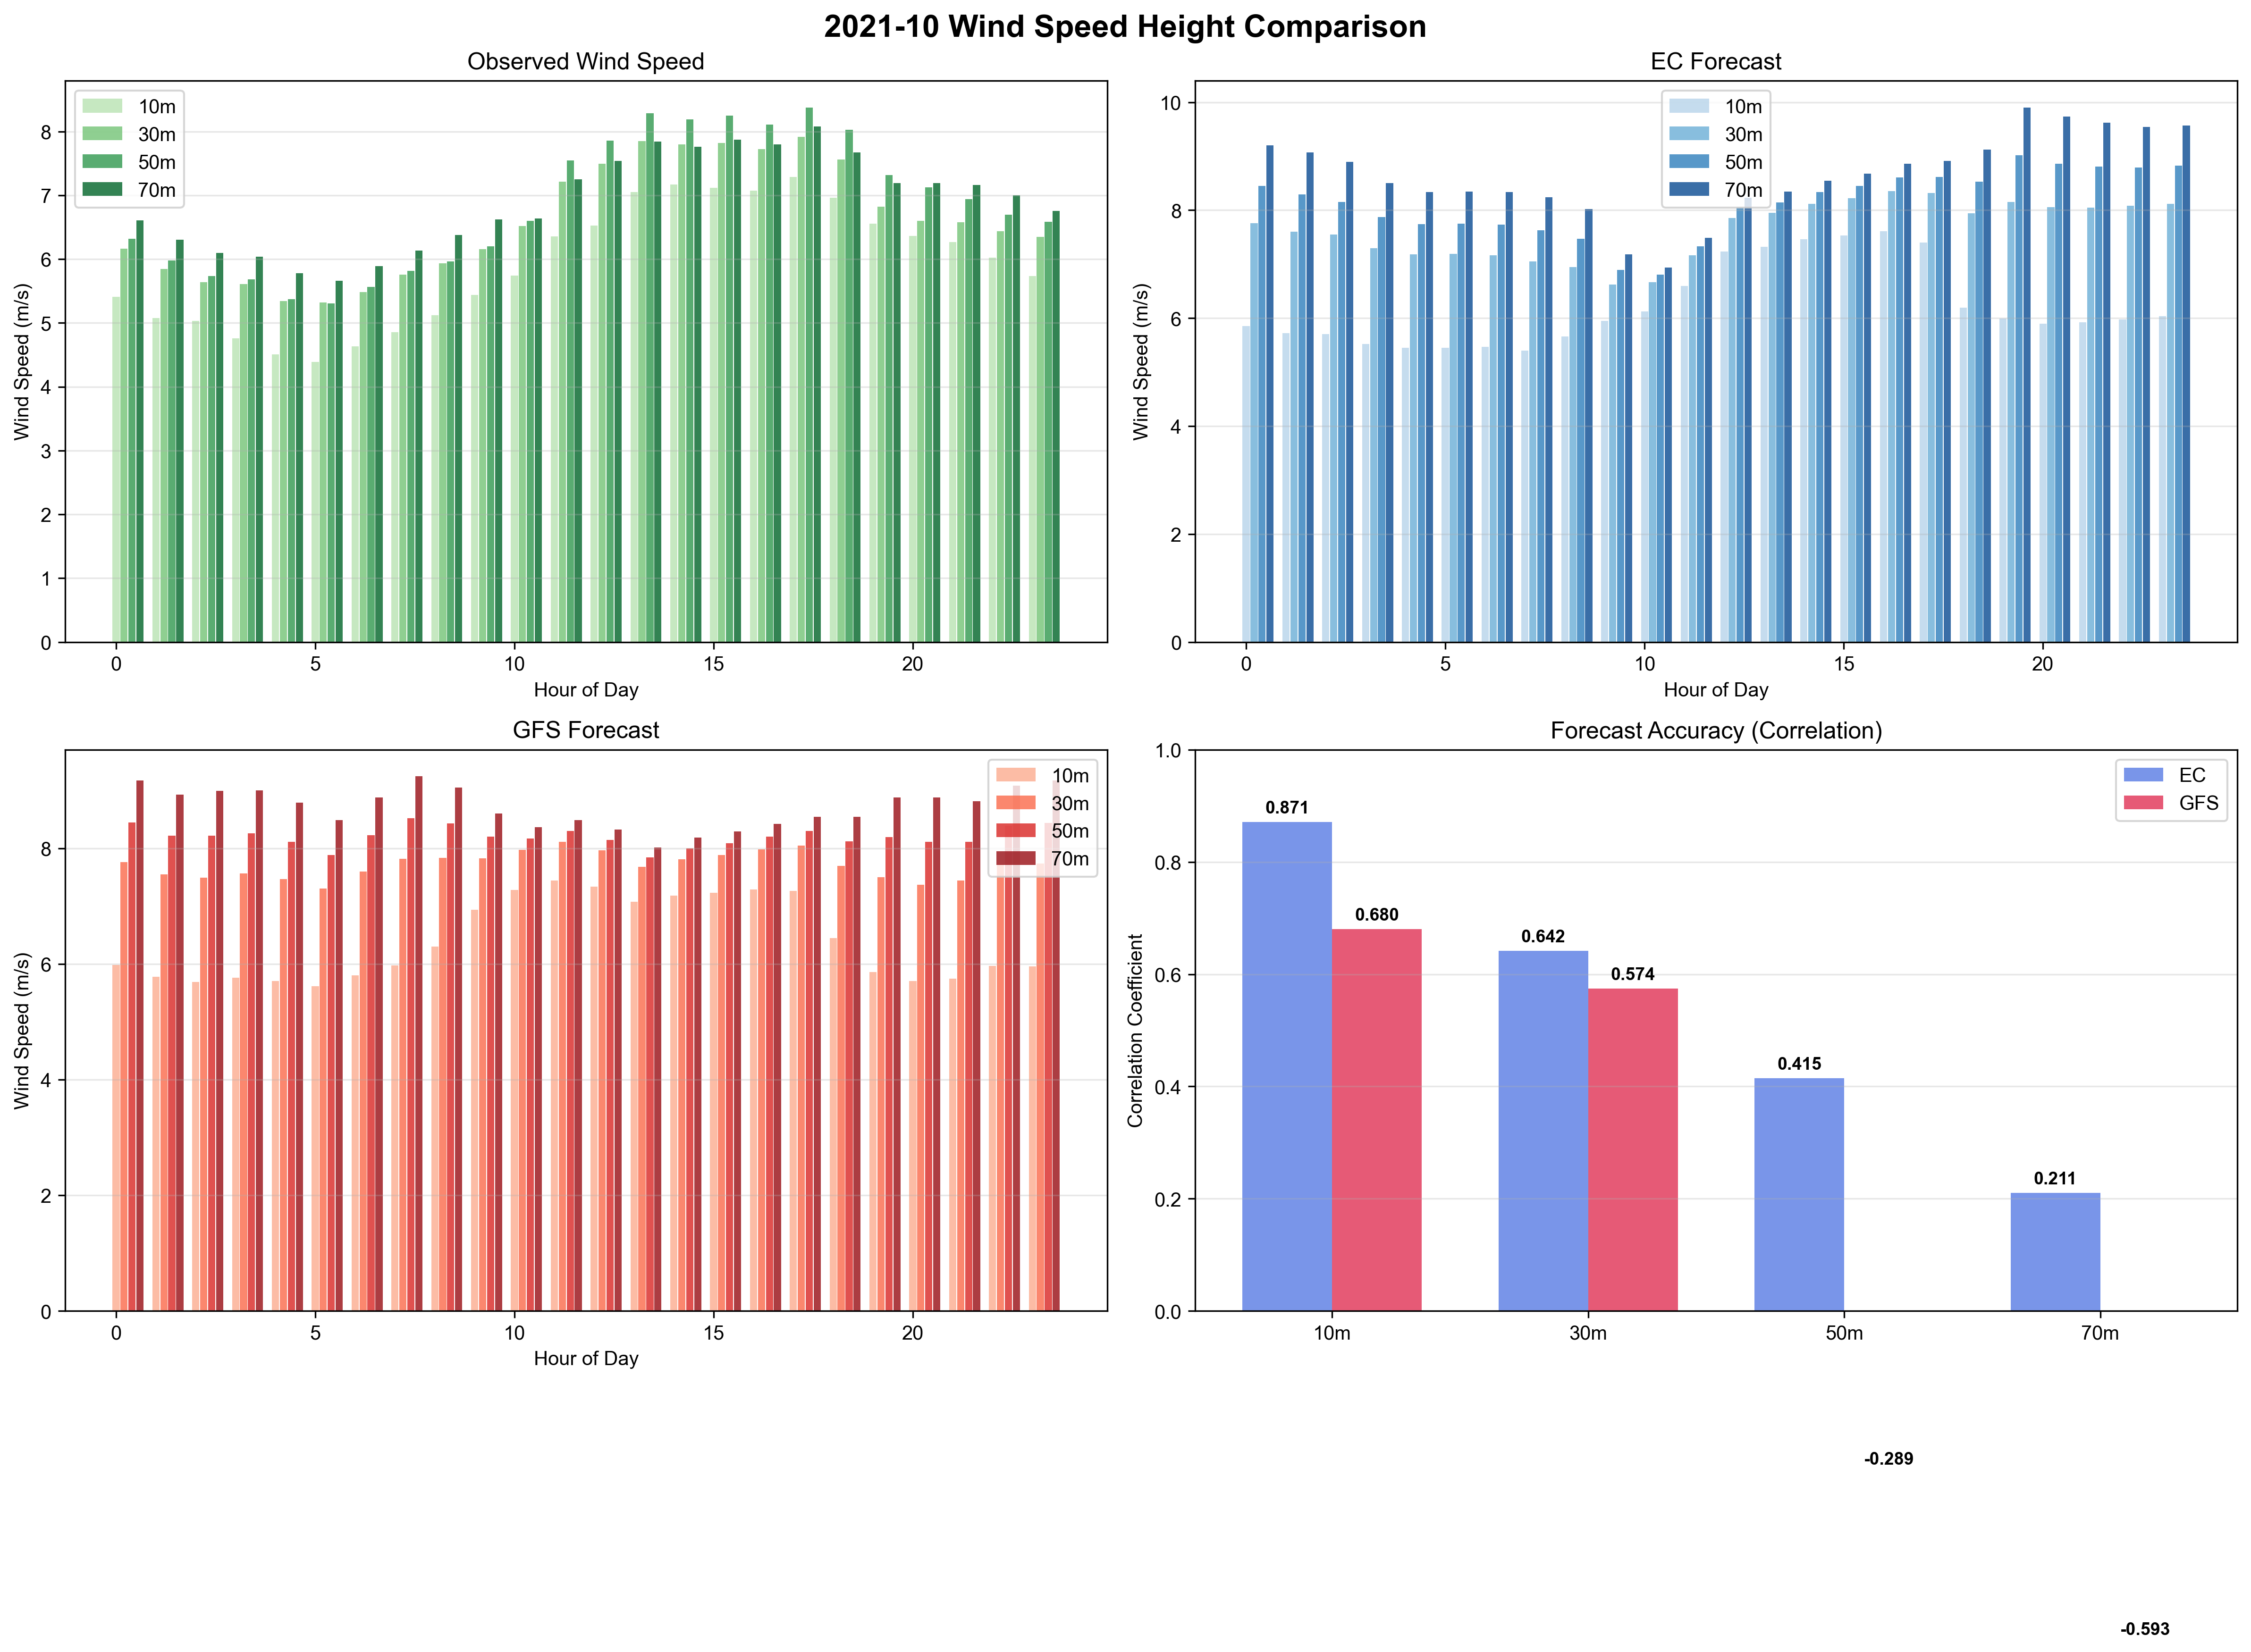 2021-10 Wind Speed Height Comparison
Observed Wind Speed
10m
30m
50m
70m
Wind Speed (m/s)
8
7
6
5
4
3
2
1
0
0 5 10 15 20
Hour of Day
EC Forecast
10m
30m
50m
70m
Wind Speed (m/s)
10
8
6
4
2
0
0 5 10 15 20
Hour of Day
GFS Forecast
10m
30m
50m
70m
Wind Speed (m/s)
8
6
4
2
0
0 5 10 15 20
Hour of Day
Forecast Accuracy (Correlation)
EC
GFS
Correlation Coefficient
1.0
0.8
0.6
0.4
0.2
0.0
0.871
0.680
0.642
0.574
0.415
0.211
10m 30m 50m 70m
-0.289
-0.593